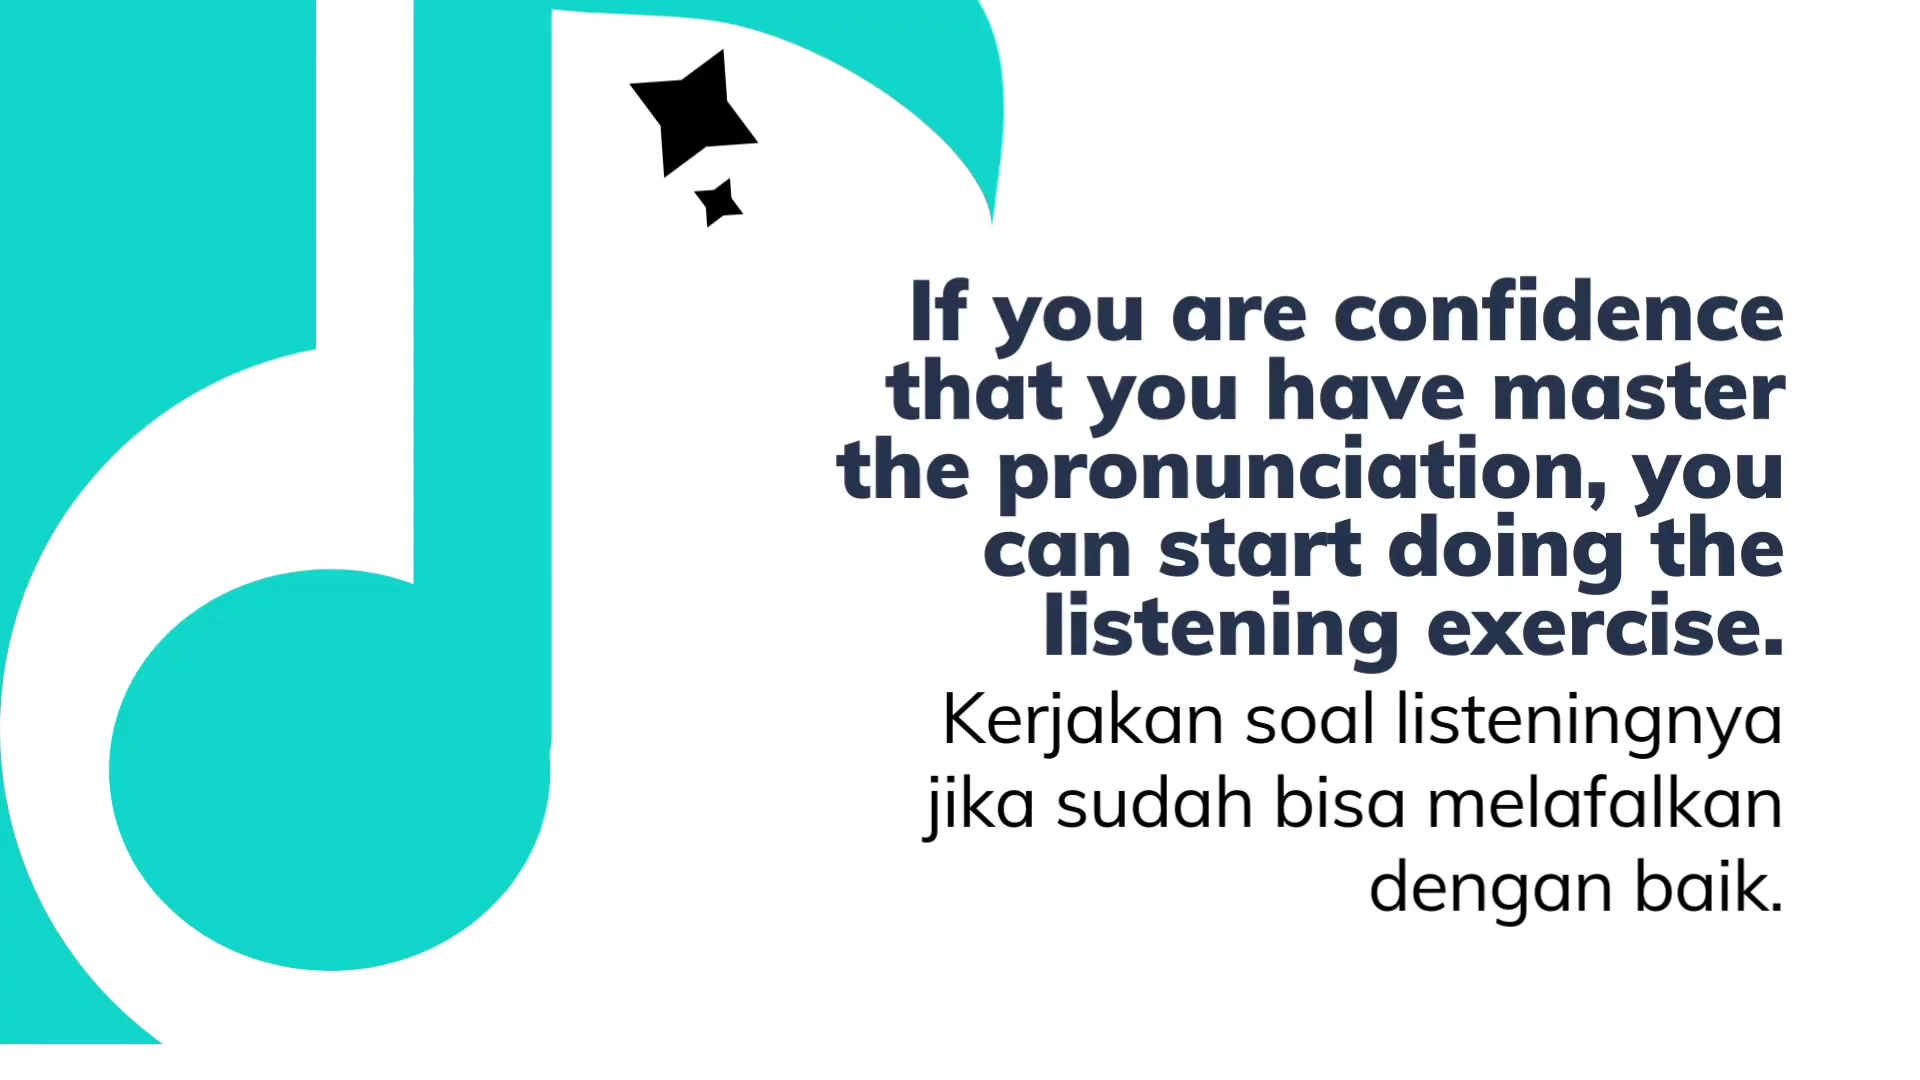 If you are confidence
that you have master
the pronunciation, you
can start doing the
listening exercise.
Kerjakan soal listeningnya
jika sudah bisa melafalkan
dengan baik.